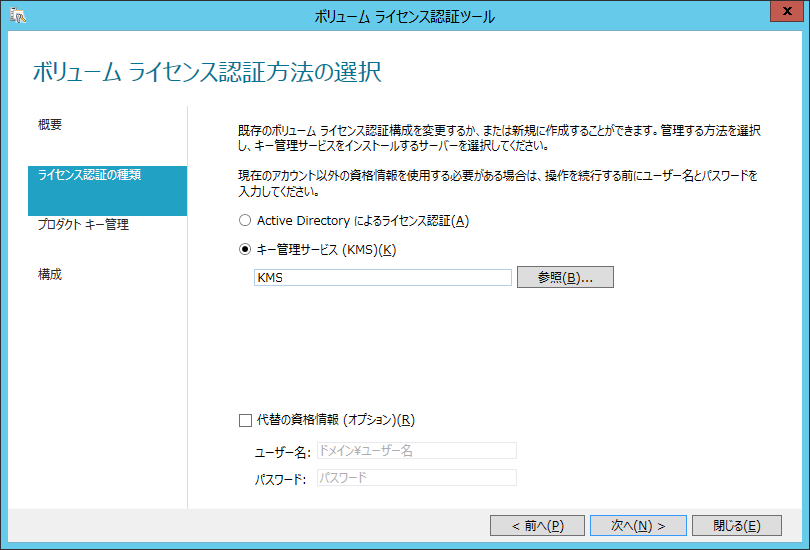 ボリューム ライセンス認証ツール
x
ボリューム ライセンス認証方法の選択
概要
ライセンス認証の種類
プロダクト キー管理
構成
既存のボリューム ライセンス認証構成を変更するか、または新規に作成することができます。管理する方法を選択
し、キー管理サービスをインストールするサーバーを選択してください。
現在のアカウント以外の資格情報を使用する必要がある場合は、操作を続行する前にユーザー名とパスワードを
入力してください。
Active Directory によるライセンス認証(A)
キー管理サービス (KMS)(K)
KMS
参照(B)...
代替の資格情報 (オプション)(R)
ユーザー名:
ドメイン¥ユーザー名
パスワード:
パスワード
< 前へ(P)
次へ(N) >
閉じる(E)